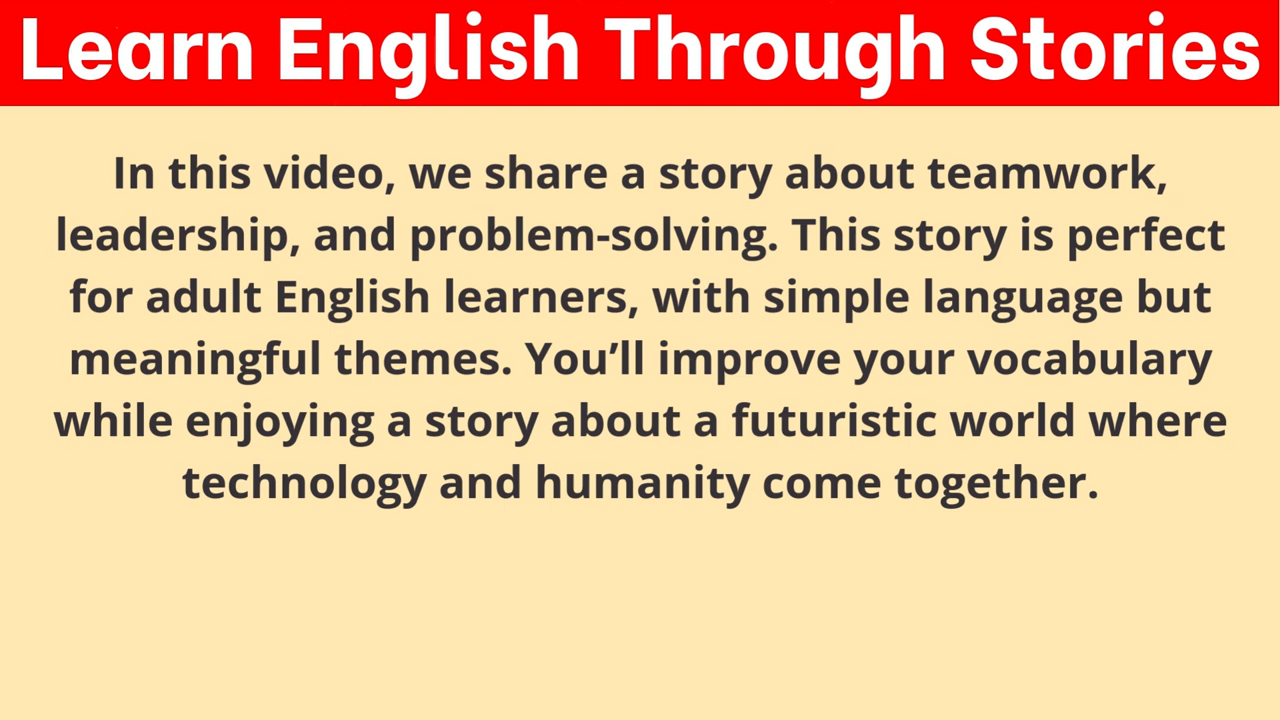 Learn English Through Stories
In this video, we share a story about teamwork,
leadership, and problem-solving. This story is perfect
for adult English learners, with simple language but
meaningful themes. You’ll improve your vocabulary
while enjoying a story about a futuristic world where
technology and humanity come together.